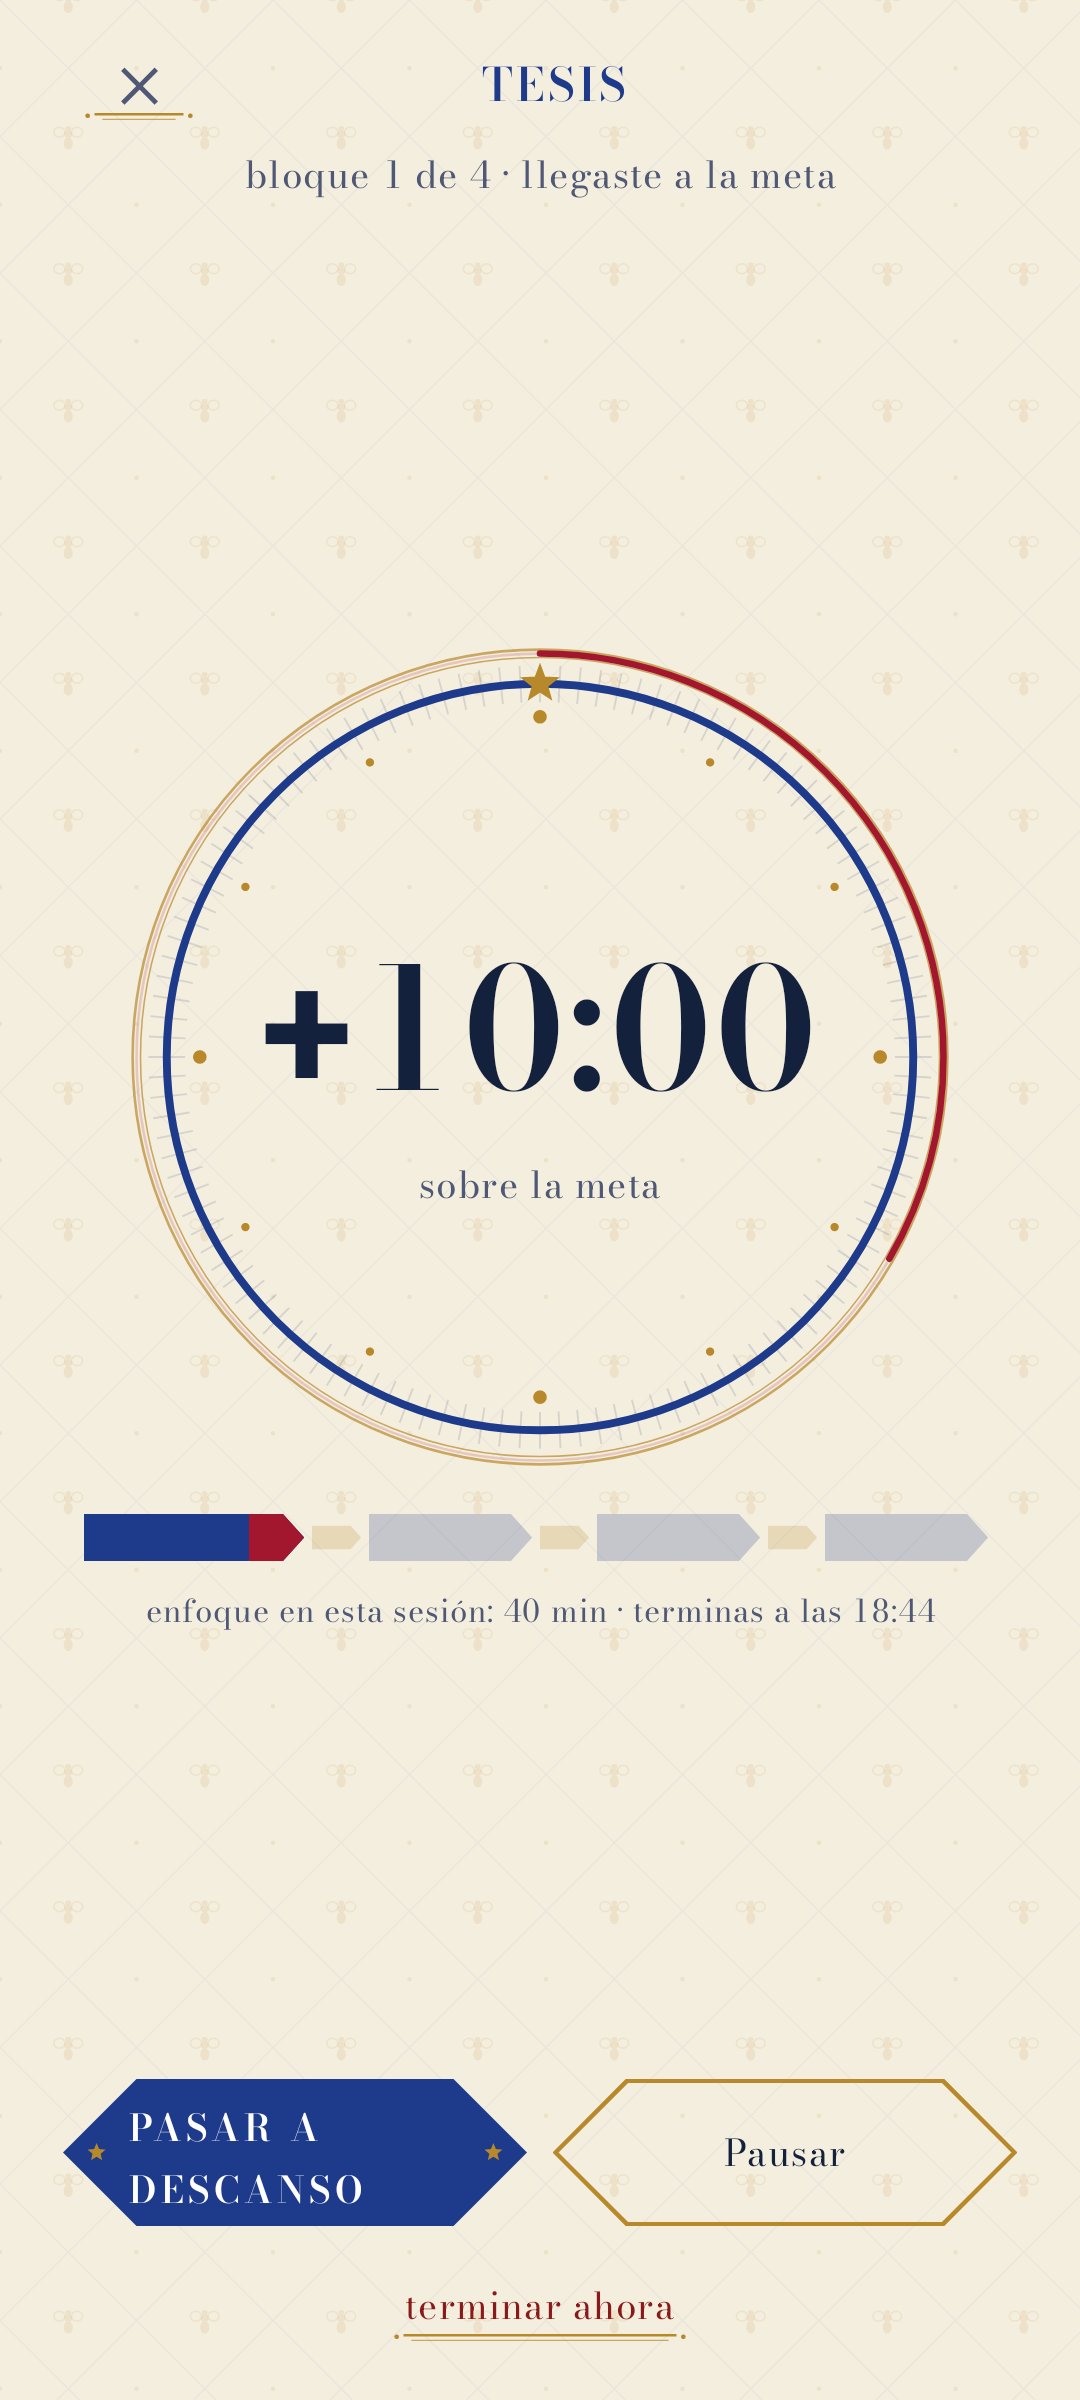 TESIS
bloque 1 de 4 · llegaste a la meta
+10:00
sobre la meta
enfoque en esta sesión: 40 min · terminas a las 18:44
PASAR A
DESCANSO
Pausar
terminar ahora